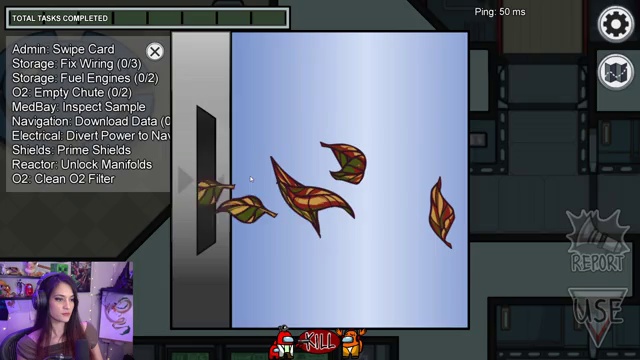 TOTAL TASKS COMPLETED
Ping: 50 ms
Admin: Swipe Card
Storage: Fix Wiring (0/3)
Storage: Fuel Engines (0/2)
O2: Empty Chute (0/2)
MedBay: Inspect Sample
Navigation: Download Data (0
Electrical: Divert Power to Nav
Shields: Prime Shields
Reactor: Unlock Manifolds
O2: Clean O2 Filter
REPORT
USE
KILL